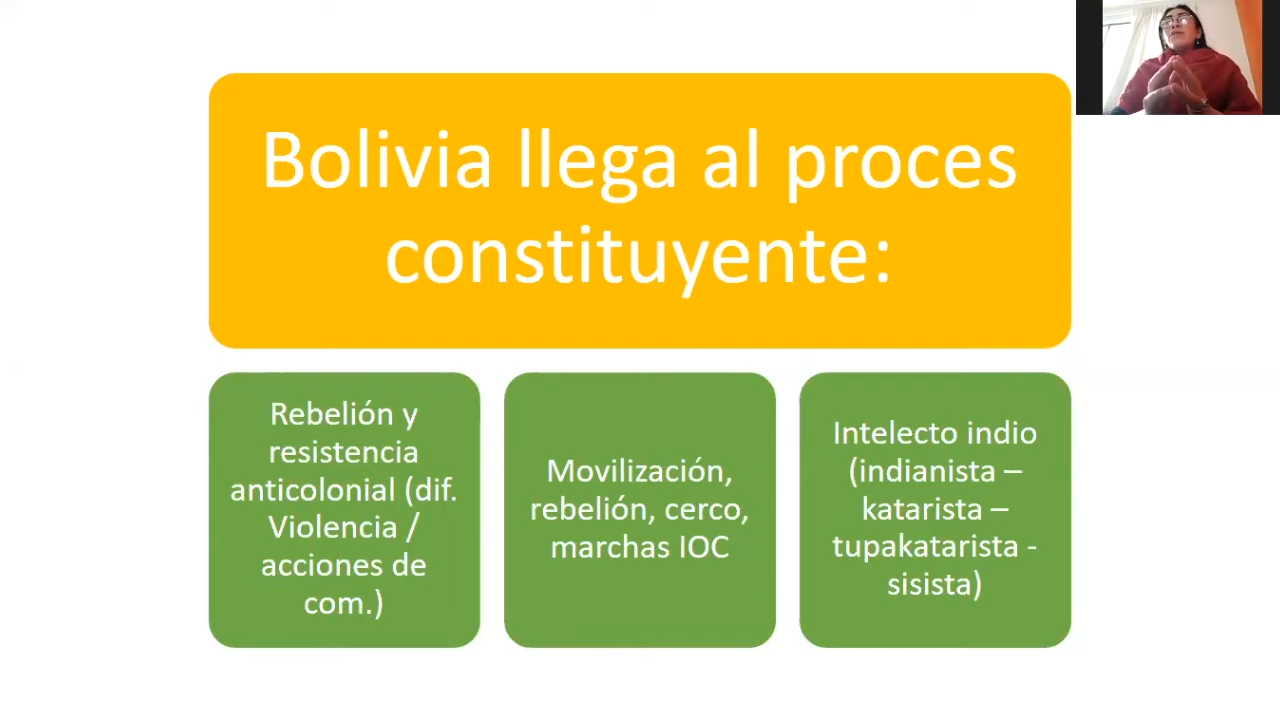 Bolivia llega al proces
constituyente:
Rebelión y
resistencia
anticolonial (dif.
Violencia /
acciones de
com.)
Movilización,
rebelión, cerco,
marchas IOC
Intelecto indio
(indianista –
katarista –
tupakatarista -
sisista)